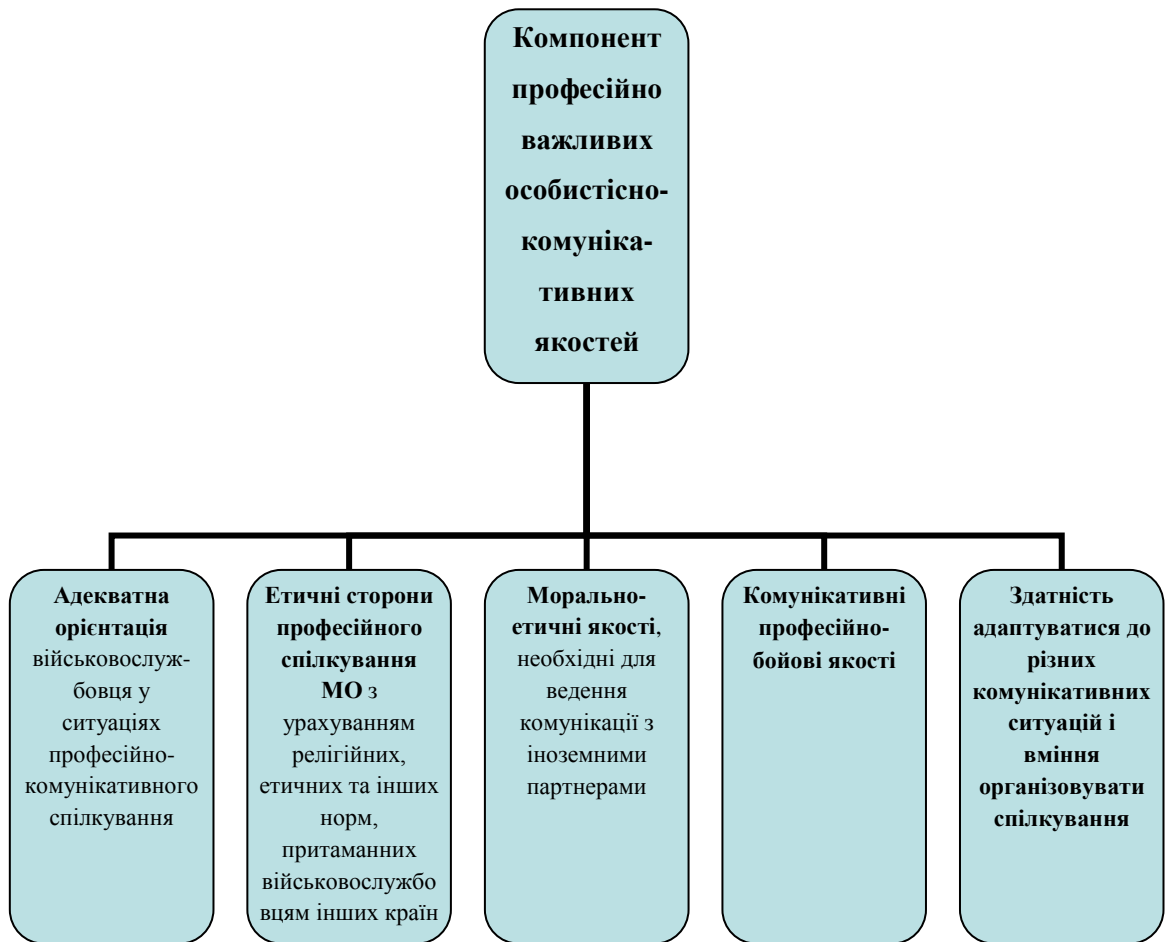 Компонент
професійно
важливих
особистісно-
комуніка-
тивних
якостей
Адекватна
орієнтація
військовослуж-
бовця у
ситуаціях
професійно-
комунікативного
спілкування
Етичні сторони
професійного
спілкування
МО з
урахуванням
релігійних,
етичних та інших
норм,
притаманних
військовослужбо
вцям інших країн
Морально-
етичні якості,
необхідні для
ведення
комунікації з
іноземними
партнерами
Комунікативні
професійно-
бойові якості
Здатність
адаптуватися до
різних
комунікативних
ситуацій і
вміння
організовувати
спілкування